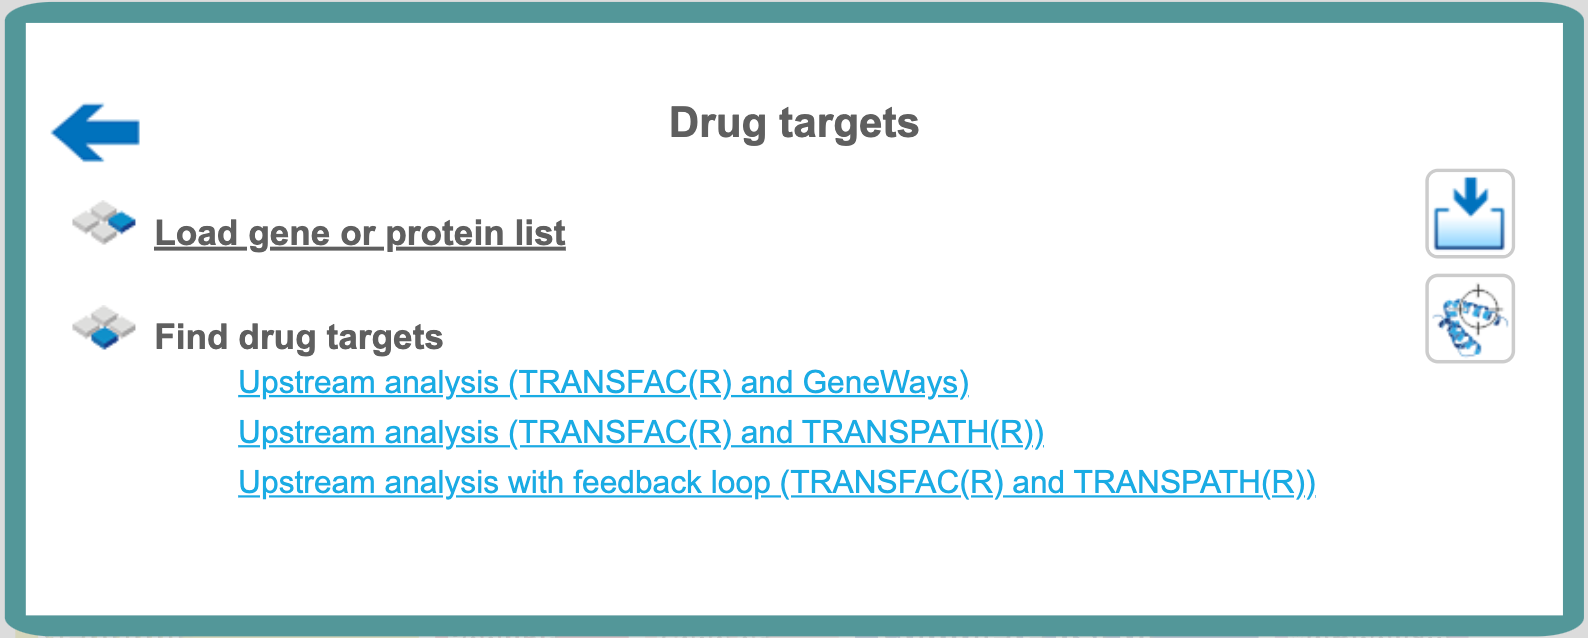 Drug targets
Load gene or protein list
Find drug targets
Upstream analysis (TRANSFAC(R) and GeneWays)
Upstream analysis (TRANSFAC(R) and TRANSPATH(R))
Upstream analysis with feedback loop (TRANSFAC(R) and TRANSPATH(R))